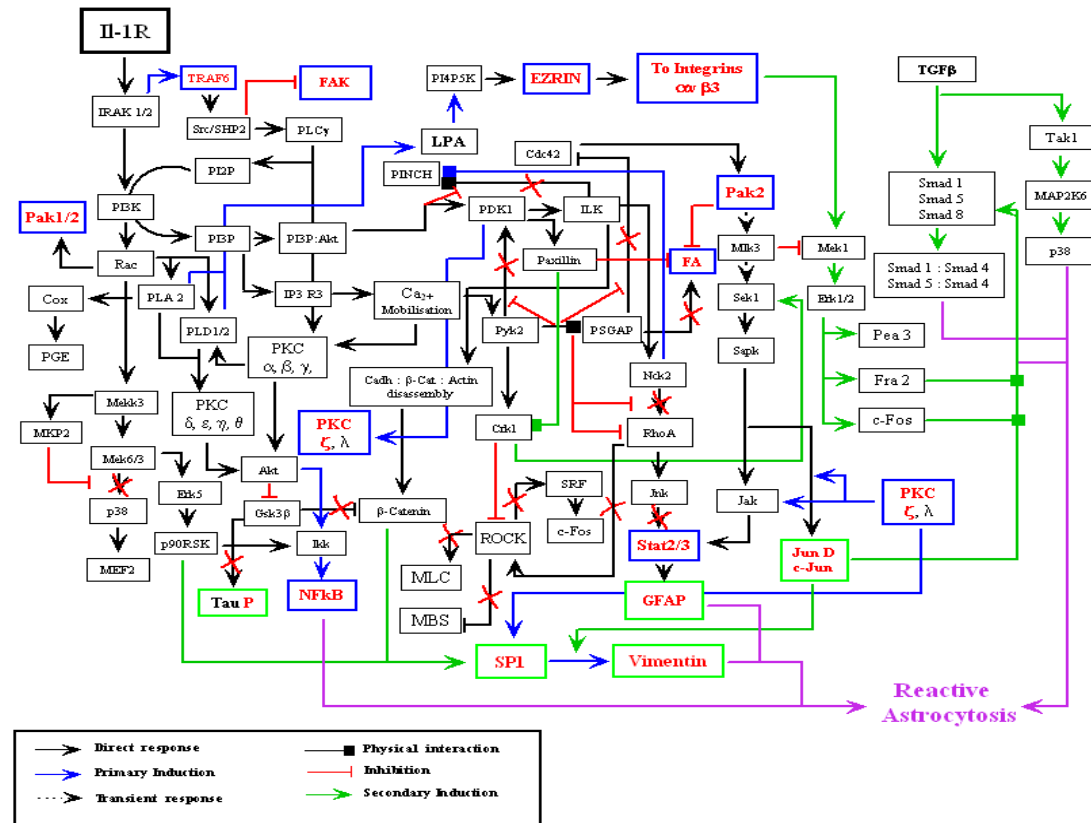 Il-1R
TRAF6
FAK
PI4P5K
EZRIN
To Integrins
αv β3
TGFβ
IRAK 1/2
Src/SHP2
PLCγ
LPA
Cdc42
Tak1
PI2P
PINCH
Pak2
Smad 1
Smad 5
Smad 8
MAP2K6
PI3K
Pak1/2
PI3P
PI3P:Akt
PDK1
ILK
Mlk3
Mek1
p38
Rac
Paxillin
FA
Smad 1 : Smad 4
Smad 5 : Smad 4
Cox
PLA 2
IP3 R3
Ca2+
Mobilisation
Sek1
Erk1/2
PLD1/2
Pyk2
PSGAP
Pea 3
PGE
PKC
α, β, γ,
Sapk
Cadh : β-Cat : Actin
disassembly
Nck2
Fra 2
Mekk3
PKC
δ, ε, η, θ
MKP2
PKC
ζ, λ
Crk1
RhoA
c-Fos
Mek6/3
Akt
Erk5
SRF
Jnk
Jak
PKC
ζ, λ
p38
Gsk3β
β-Catenin
c-Fos
p90RSK
Ikk
ROCK
Stat2/3
Jun D
c-Jun
MEF2
MLC
Tau P
NFkB
GFAP
MBS
SP1
Vimentin
Reactive
Astrocytosis
Direct response
Physical interaction
Primary Induction
Inhibition
Transient response
Secondary Induction